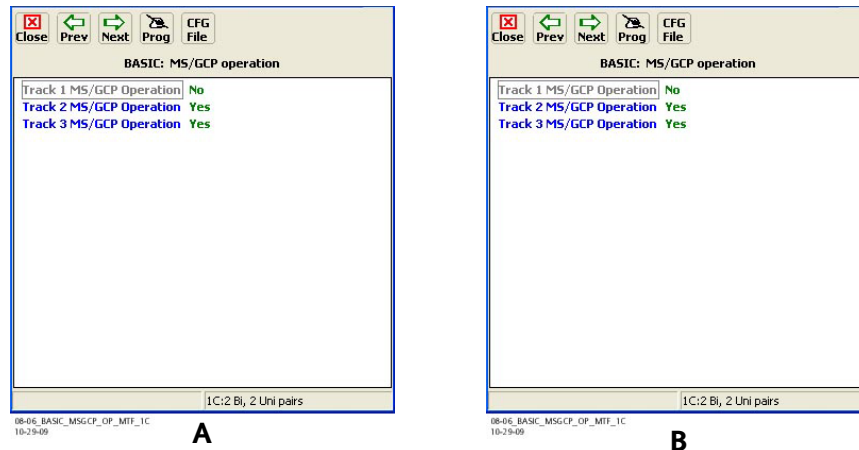 Close Prev Next Prog CFG File
BASIC: MS/GCP operation
Track 1 MS/GCP Operation No
Track 2 MS/GCP Operation Yes
Track 3 MS/GCP Operation Yes
1C:2 Bi, 2 Uni pairs
08-06_BASIC_MSGCP_OP_MTF_1C
10-29-09
A
Close Prev Next Prog CFG File
BASIC: MS/GCP operation
Track 1 MS/GCP Operation No
Track 2 MS/GCP Operation Yes
Track 3 MS/GCP Operation Yes
1C:2 Bi, 2 Uni pairs
08-06_BASIC_MSGCP_OP_MTF_1C
10-29-09
B